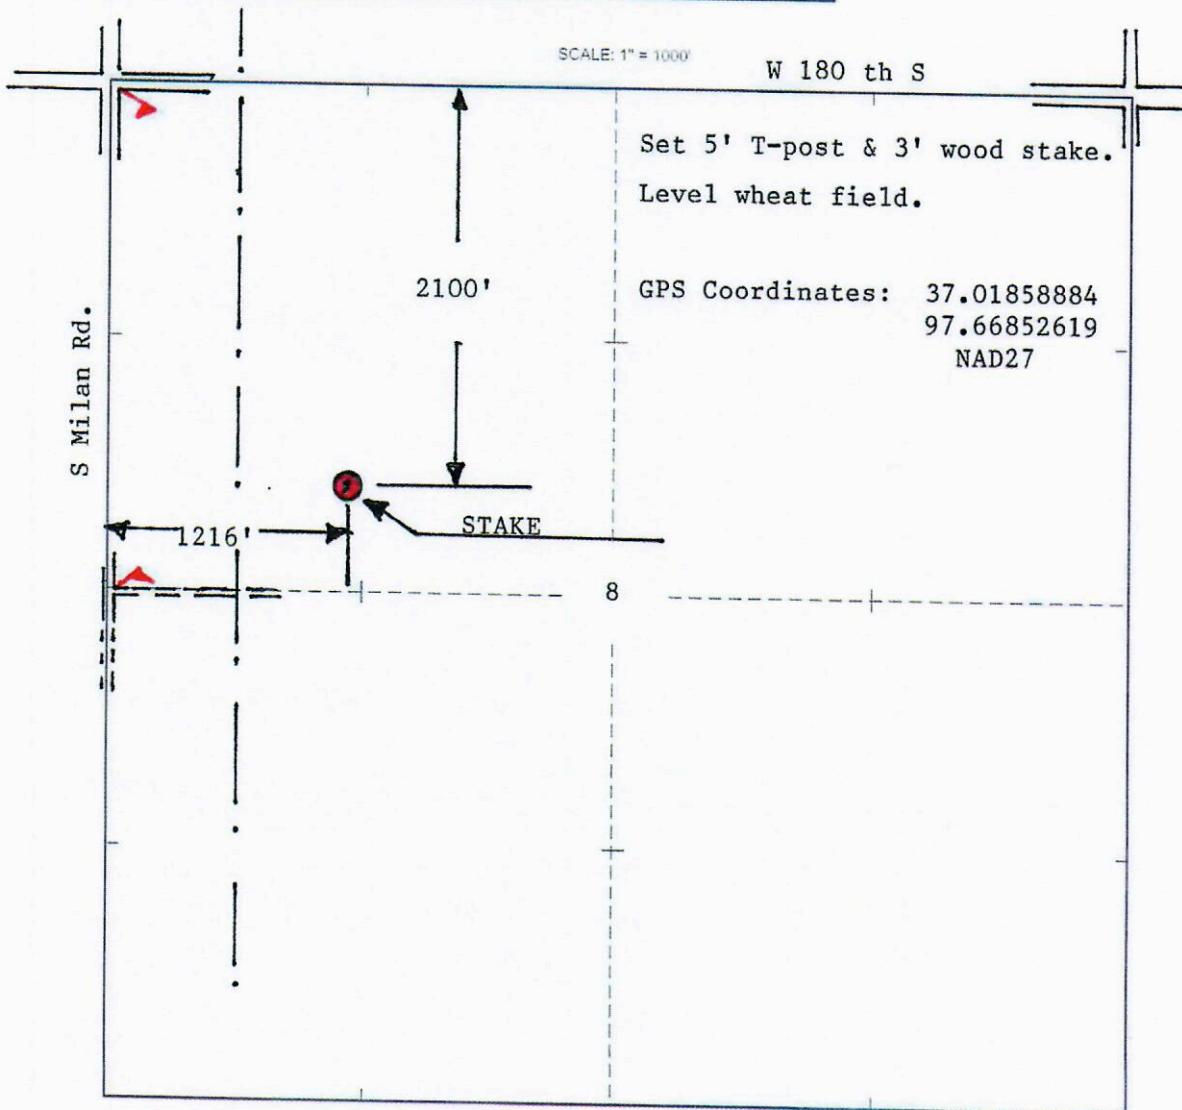 SCALE: 1" = 1000'
W 180 th S
Set 5' T-post & 3' wood stake.
Level wheat field.
2100'
GPS Coordinates: 37.01858884
97.66852619
NAD27
S Milan Rd.
1216'
STAKE
8